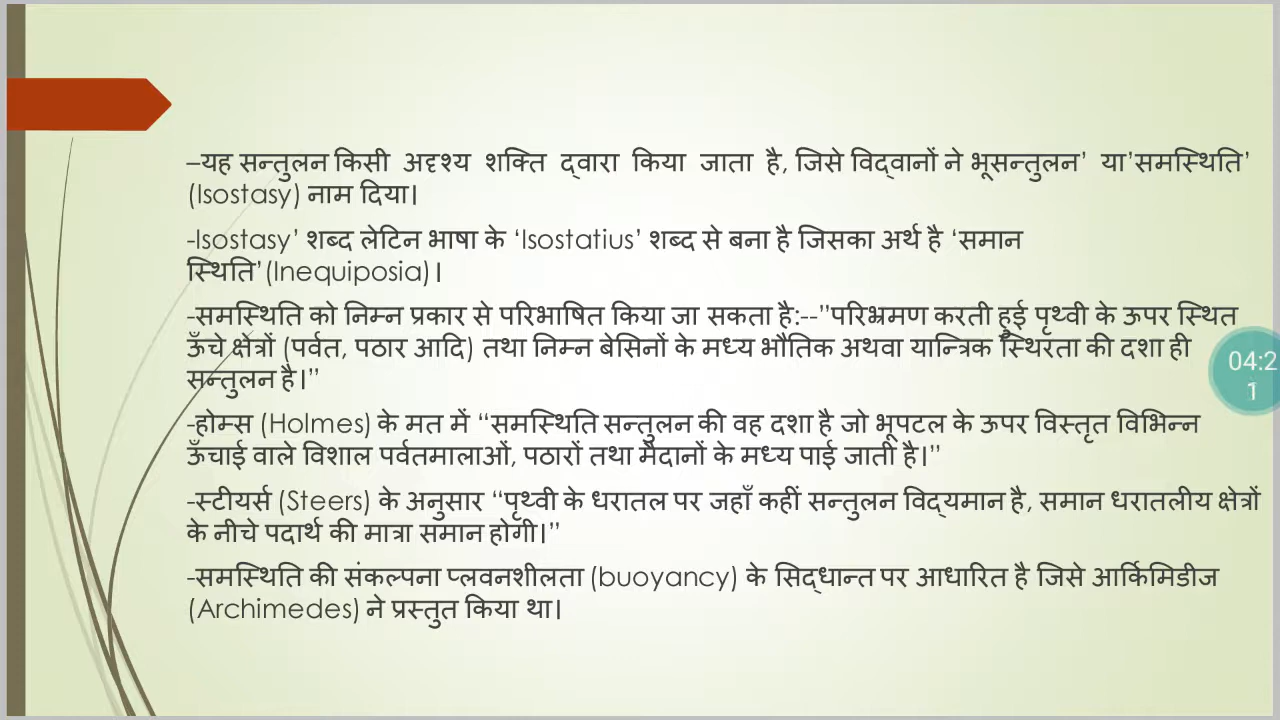 –यह सन्तुलन किसी अदृश्य शक्ति द्वारा किया जाता है, जिसे विद्वानों ने भूसन्तुलन’ या’समस्थिति’
(Isostasy) नाम दिया।
-Isostasy’ शब्द लेटिन भाषा के ‘Isostatius’ शब्द से बना है जिसका अर्थ है ‘समान
स्थिति’(Inequiposia)।
-समस्थिति को निम्न प्रकार से परिभाषित किया जा सकता है:--”परिभ्रमण करती हुई पृथ्वी के ऊपर स्थित
ऊँचे क्षेत्रों (पर्वत, पठार आदि) तथा निम्न बेसिनों के मध्य भौतिक अथवा यान्त्रिक स्थिरता की दशा ही
सन्तुलन है।”
-होम्स (Holmes) के मत में “समस्थिति सन्तुलन की वह दशा है जो भूपटल के ऊपर विस्तृत विभिन्न
ऊँचाई वाले विशाल पर्वतमालाओं, पठारों तथा मैदानों के मध्य पाई जाती है।”
-स्टीयर्स (Steers) के अनुसार “पृथ्वी के धरातल पर जहाँ कहीं सन्तुलन विद्यमान है, समान धरातलीय क्षेत्रों
के नीचे पदार्थ की मात्रा समान होगी।”
-समस्थिति की संकल्पना प्लवनशीलता (buoyancy) के सिद्धान्त पर आधारित है जिसे आर्किमिडीज
(Archimedes) ने प्रस्तुत किया था।
04:2
1